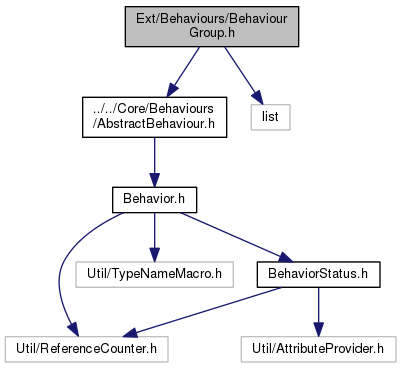 Ext/Behaviours/Behaviour
Group.h
../../Core/Behaviours
/AbstractBehaviour.h
list
Behavior.h
Util/TypeNameMacro.h
BehaviorStatus.h
Util/ReferenceCounter.h
Util/AttributeProvider.h